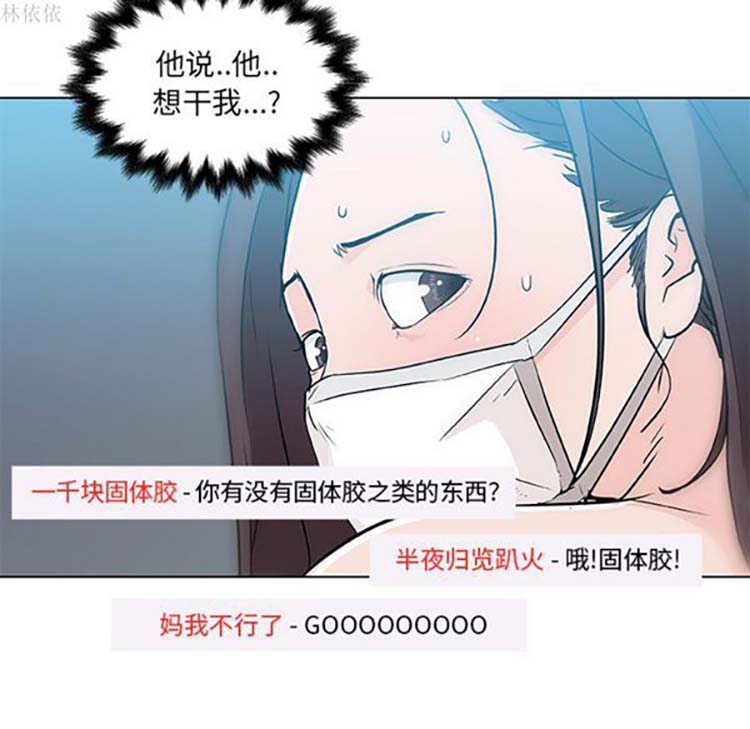 林依依
他说..他..
想干我...?
一千块固体胶 - 你有没有固体胶之类的东西?
半夜归览趴火 - 哦!固体胶!
妈我不行了 - GOOOOOOOOO